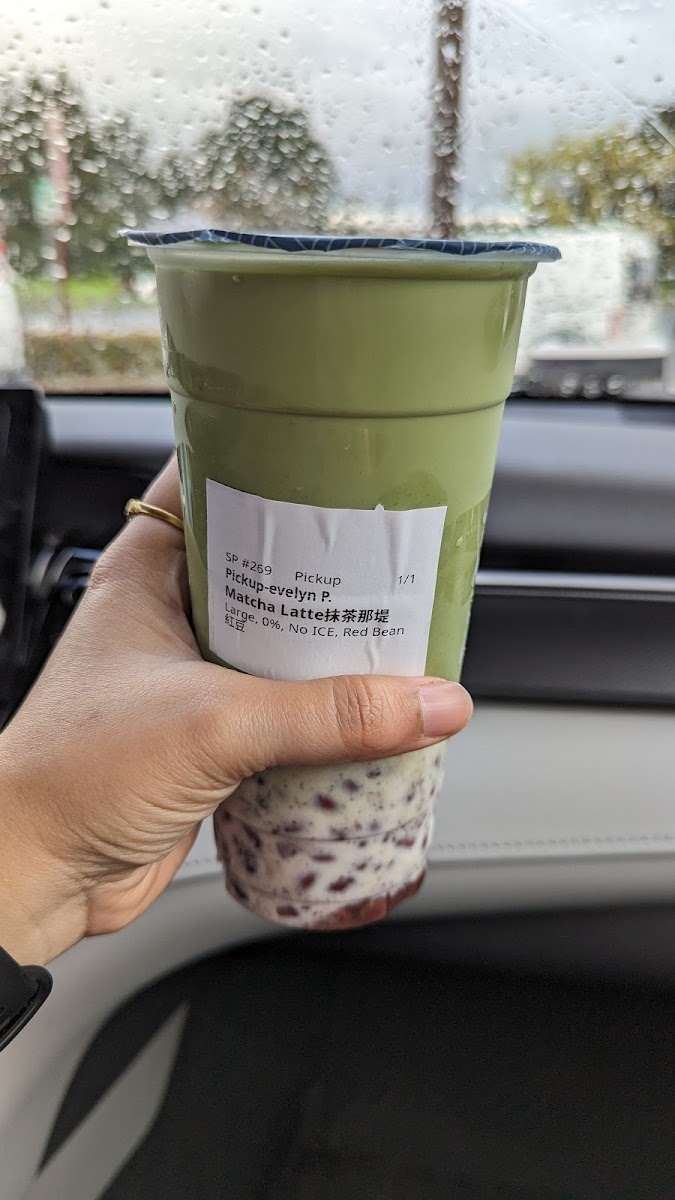 SP #269 Pickup 1/1
Pickup-evelyn P.
Matcha Latte抹茶那堤
Large, 0%, No ICE, Red Bean
紅豆